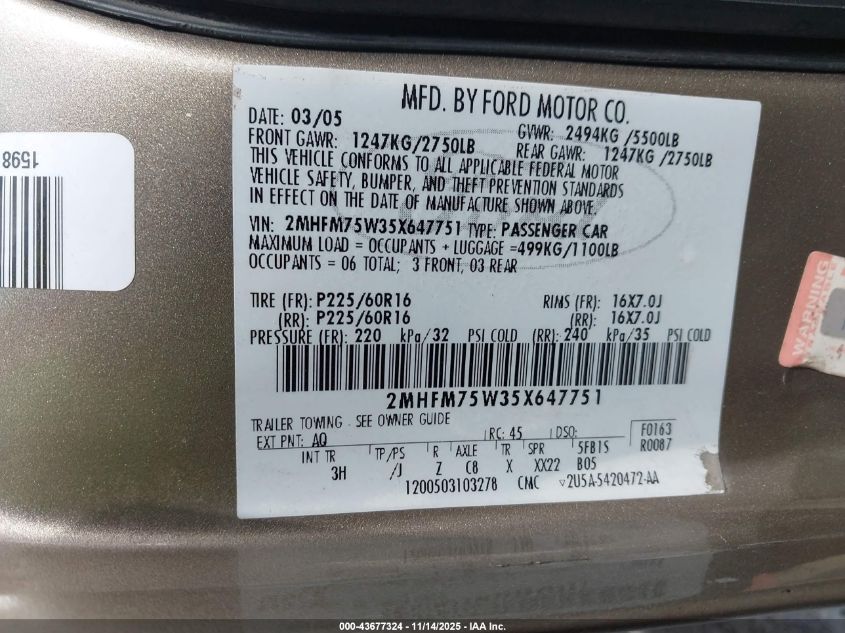 MFD. BY FORD MOTOR CO.
DATE: 03/05 GVWR: 2494KG /5500LB
FRONT GAWR: 1247KG/2750LB REAR GAWR: 1247KG /2750LB
THIS VEHICLE CONFORMS TO ALL APPLICABLE FEDERAL MOTOR
VEHICLE SAFETY, BUMPER, AND THEFT PREVENTION STANDARDS
IN EFFECT ON THE DATE OF MANUFACTURE SHOWN ABOVE.
VIN: 2MHFM75W35X647751 TYPE: PASSENGER CAR
MAXIMUM LOAD = OCCUPANTS + LUGGAGE =499KG/1100LB
OCCUPANTS = 06 TOTAL; 3 FRONT, 03 REAR
TIRE (FR): P225/60R16 RIMS (FR): 16X7.0J
(RR): P225/60R16 (RR): 16X7.0J
PRESSURE (FR): 220 kPa/32 PSI COLD (RR): 240 kPa/35 PSI COLD
2MHFM75W35X647751
TRAILER TOWING - SEE OWNER GUIDE
EXT PNT: AQ RC: 45 DSO: F0163
R0087
INT TR TP/PS R AXLE TR SPR 5FB15
3H /J Z C8 X XX22 B05
1200503103278 CMC ▽2U5A-5420472-AA
1598
000-43677324 | 11/14/2025 - IAA Inc.